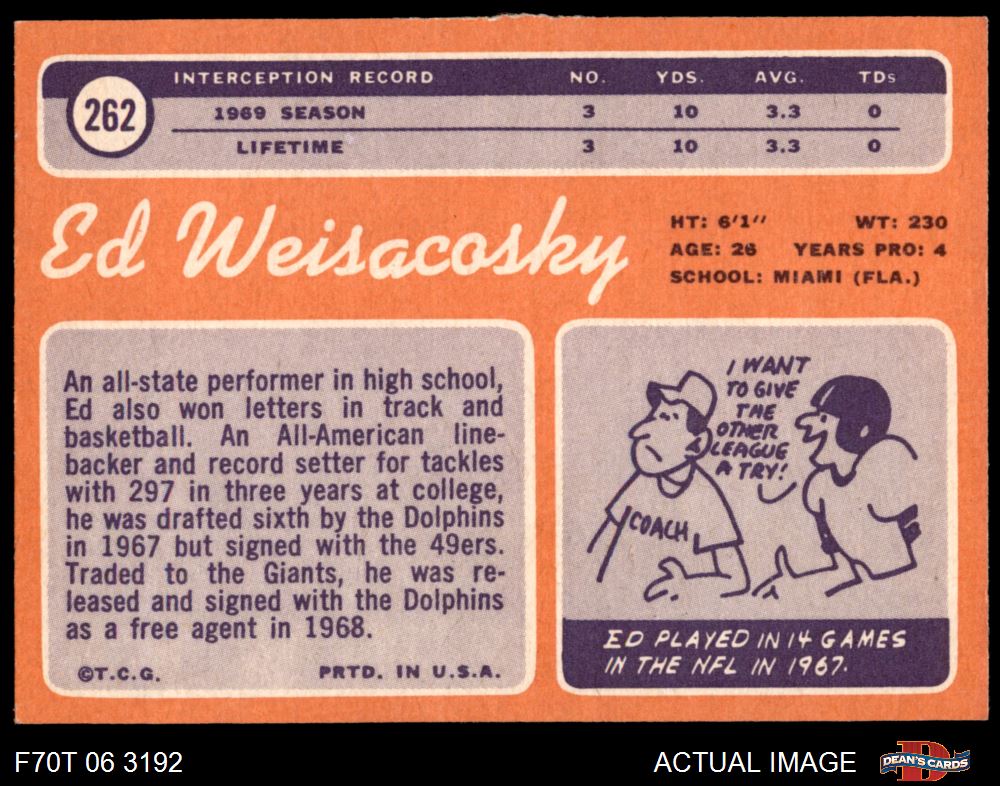 262
INTERCEPTION RECORD NO. YDS. AVG. TDs
1969 SEASON 3 10 3.3 0
LIFETIME 3 10 3.3 0
Ed Weisacosky
HT: 6'1" WT: 230
AGE: 26 YEARS PRO: 4
SCHOOL: MIAMI (FLA.)
An all-state performer in high school,
Ed also won letters in track and
basketball. An All-American line-
backer and record setter for tackles
with 297 in three years at college,
he was drafted sixth by the Dolphins
in 1967 but signed with the 49ers.
Traded to the Giants, he was re-
leased and signed with the Dolphins
as a free agent in 1968.
©T.C.G. PRTD. IN U.S.A.
I WANT
TO GIVE
THE
OTHER
LEAGUE
A TRY!
COACH
ED PLAYED IN 14 GAMES
IN THE NFL IN 1967.
F70T 06 3192 ACTUAL IMAGE
D
DEAN'S CARDS